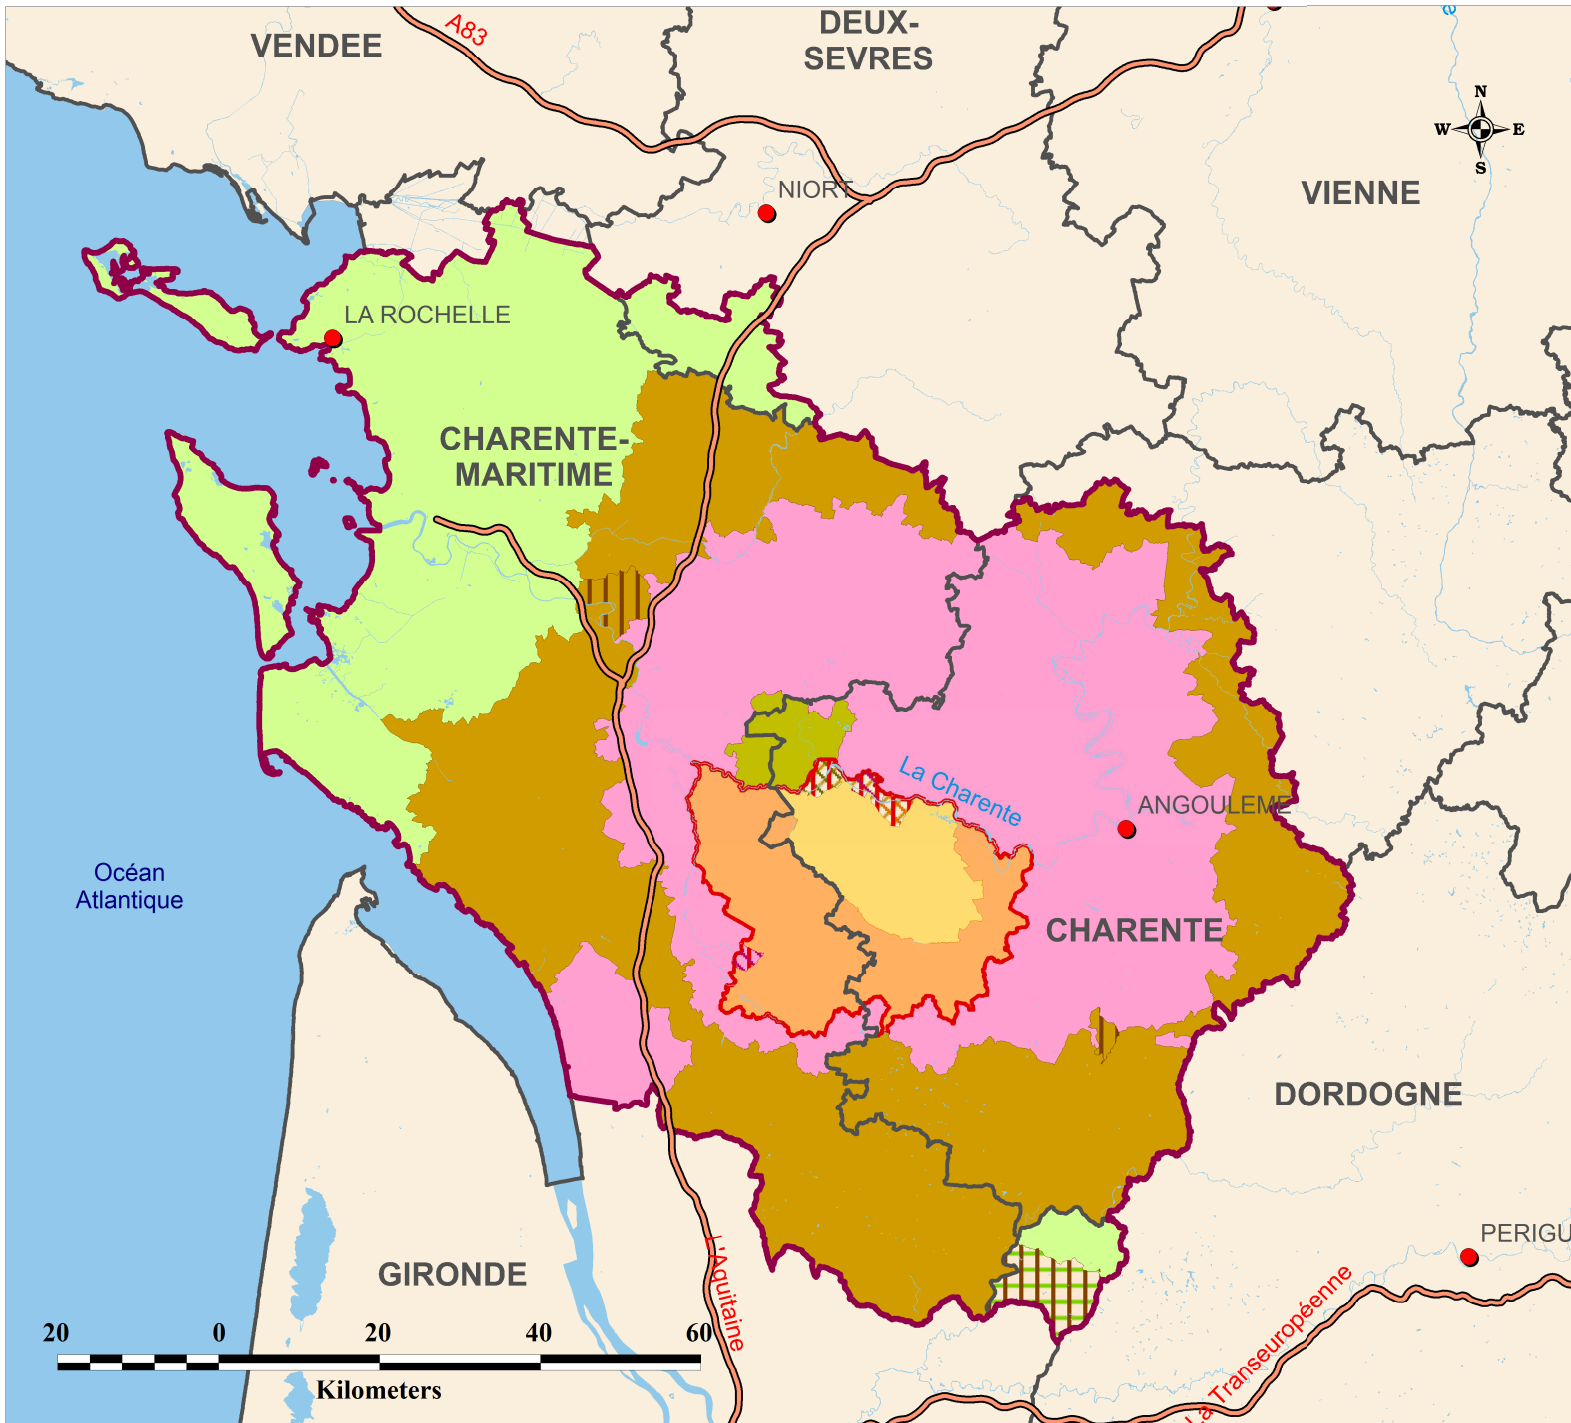 DEUX-
SEVRES
VENDEE
A83
N
W
E
S
VIENNE
NIORT
LA ROCHELLE
CHARENTE-
MARITIME
La Charente
ANGOULEME
Océan
Atlantique
CHARENTE
DORDOGNE
PERIGU
GIRONDE
L'Aquitaine
La Transeuropéenne
20 0 20 40 60
Kilometers